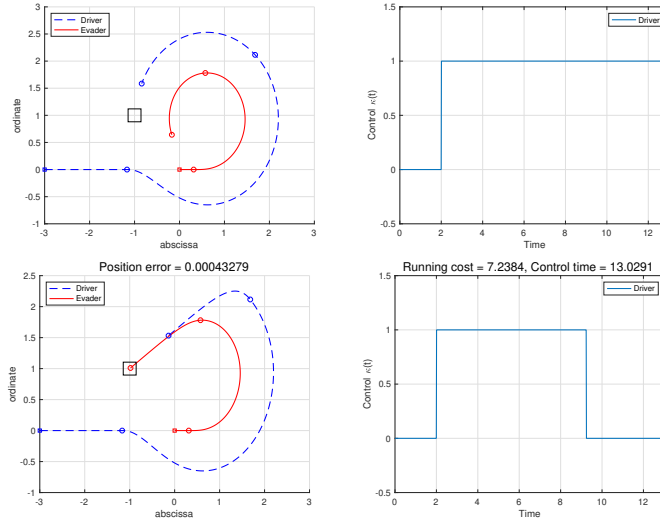 Driver
Evader
3
2.5
2
1.5
1
0.5
0
-0.5
-1
-3 -2 -1 0 1 2 3
abscissa
ordinate
Driver
1.5
1
0.5
0
-0.5
0 2 4 6 8 10 12
Time
Control κ(t)
Position error = 0.00043279
Driver
Evader
2.5
2
1.5
1
0.5
0
-0.5
-1
-3 -2 -1 0 1 2 3
abscissa
ordinate
Running cost = 7.2384, Control time = 13.0291
Driver
1.5
1
0.5
0
-0.5
0 2 4 6 8 10 12
Time
Control κ(t)